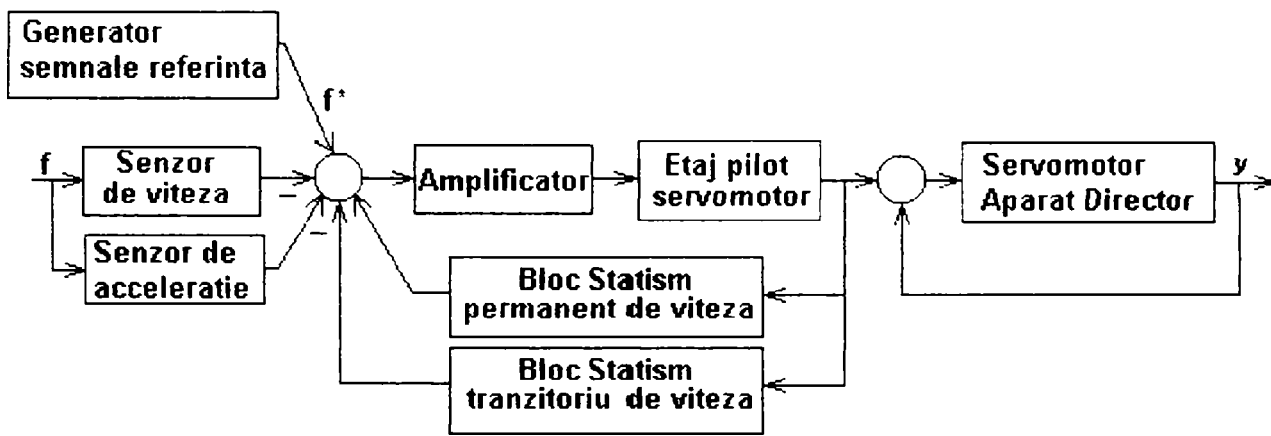 Generator
semnale referinta
f*
f
Senzor
de viteza
Amplificator
Etaj pilot
servomotor
Servomotor
Aparat Director
y
Senzor de
acceleratie
Bloc Statism
permanent de viteza
Bloc Statism
tranzitoriu de viteza